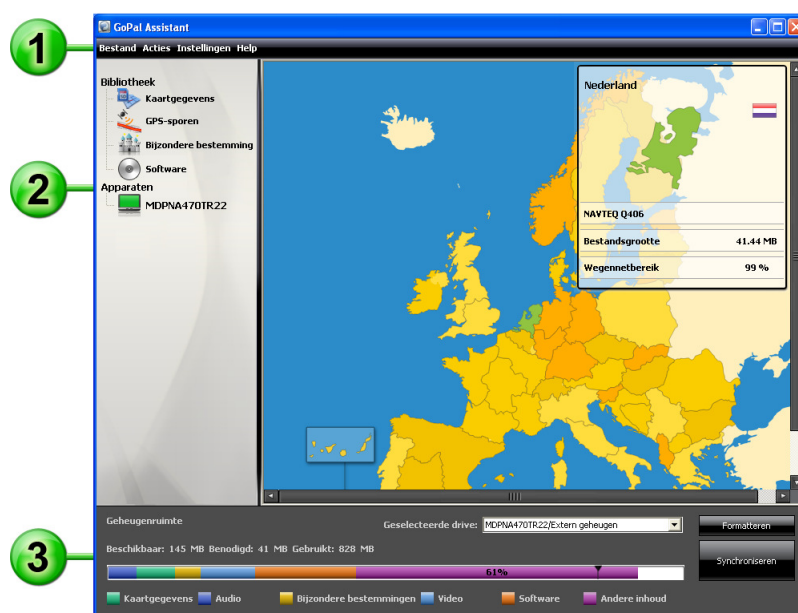 GoPal Assistant
1
Bestand Acties Instellingen Help
Bibliotheek
Kaartgegevens
GPS-sporen
Bijzondere bestemming
Software
2
Apparaten
MDPNA470TR22
Nederland
NAVTEQ Q406
Bestandsgrootte 41.44 MB
Wegennetbereik 99 %
3
Geheugenruimte
Geselecteerde drive: MDPNA470TR22/Extern geheugen
Formatteren
Beschikbaar: 145 MB Benodigd: 41 MB Gebruikt: 828 MB
Synchroniseren
61%
Kaartgegevens Audio Bijzondere bestemmingen Video Software Andere inhoud